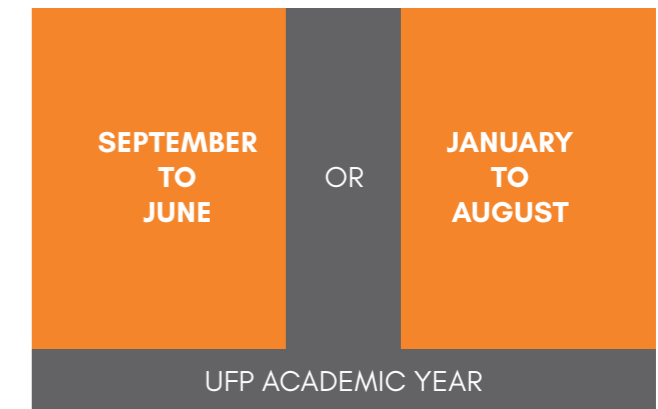 SEPTEMBER
TO
JUNE
OR
JANUARY
TO
AUGUST
UFP ACADEMIC YEAR